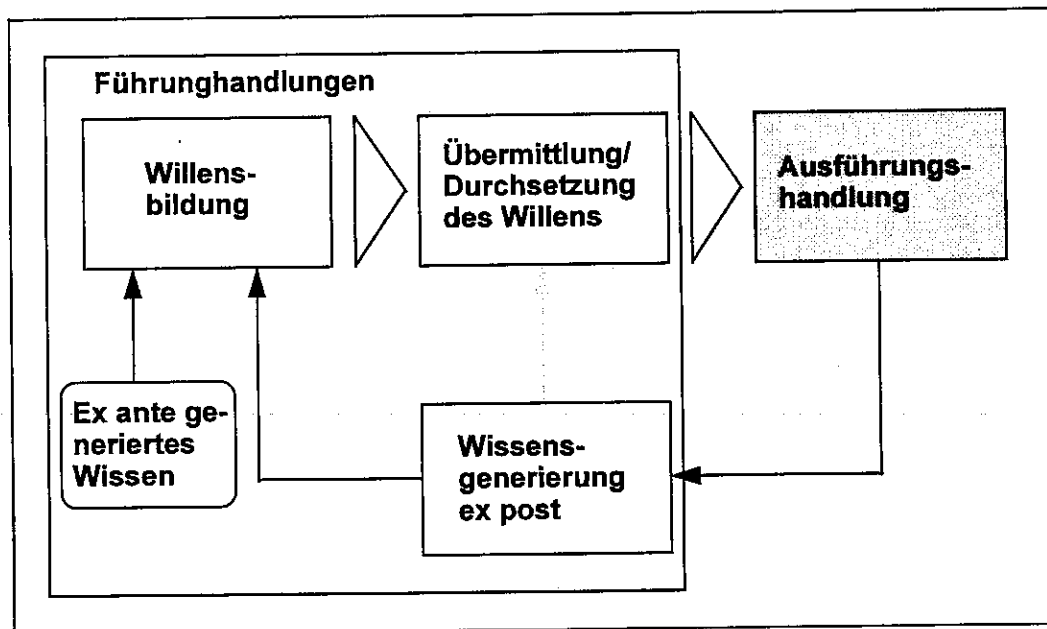 Führunghandlungen
Willens-
bildung
Übermittlung/
Durchsetzung
des Willens
Ausführungs-
handlung
Ex ante ge-
neriertes
Wissen
Wissens-
generierung
ex post